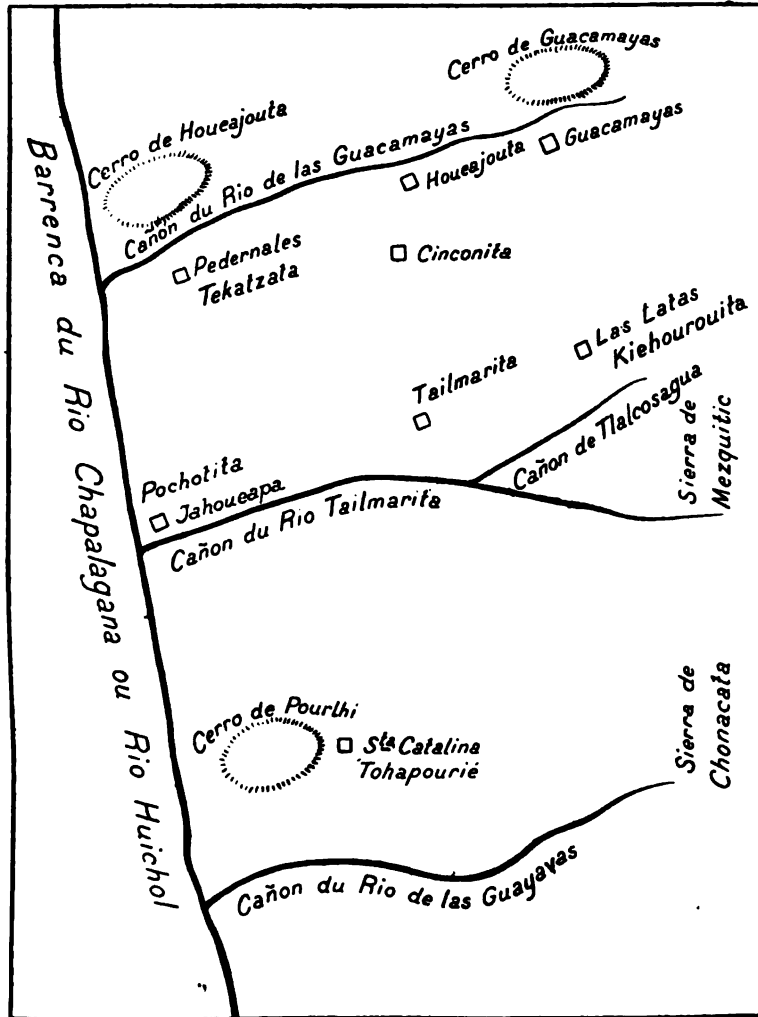 Cerro de Guacamayas
Cerro de Houeajouta
Cañon du Rio de las Guacamayas
Guacamayas
Houeajouta
Pedernales
Tekatzata
Cinconita
Las Latas
Kiehourouita
Tailmarita
Cañon de Tlalcosagua
Sierra de
Mezquitic
Pochotita
Jahoueapa
Cañon du Rio Tailmarita
Barrenca du Rio Chapalagana ou Rio Huichol
Cerro de Pourlhi
Sta Catalina
Tohapourié
Sierra de
Chonacata
Cañon du Rio de las Guayavas